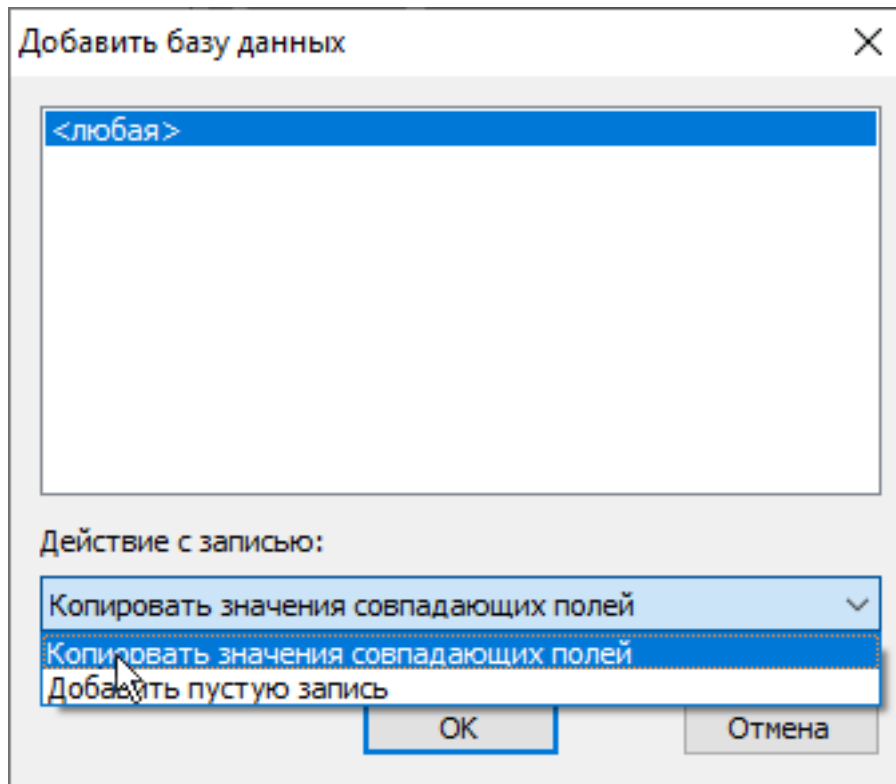 Добавить базу данных
<любая>
Действие с записью:
Копировать значения совпадающих полей
Копировать значения совпадающих полей
Добавить пустую запись
OK
Отмена